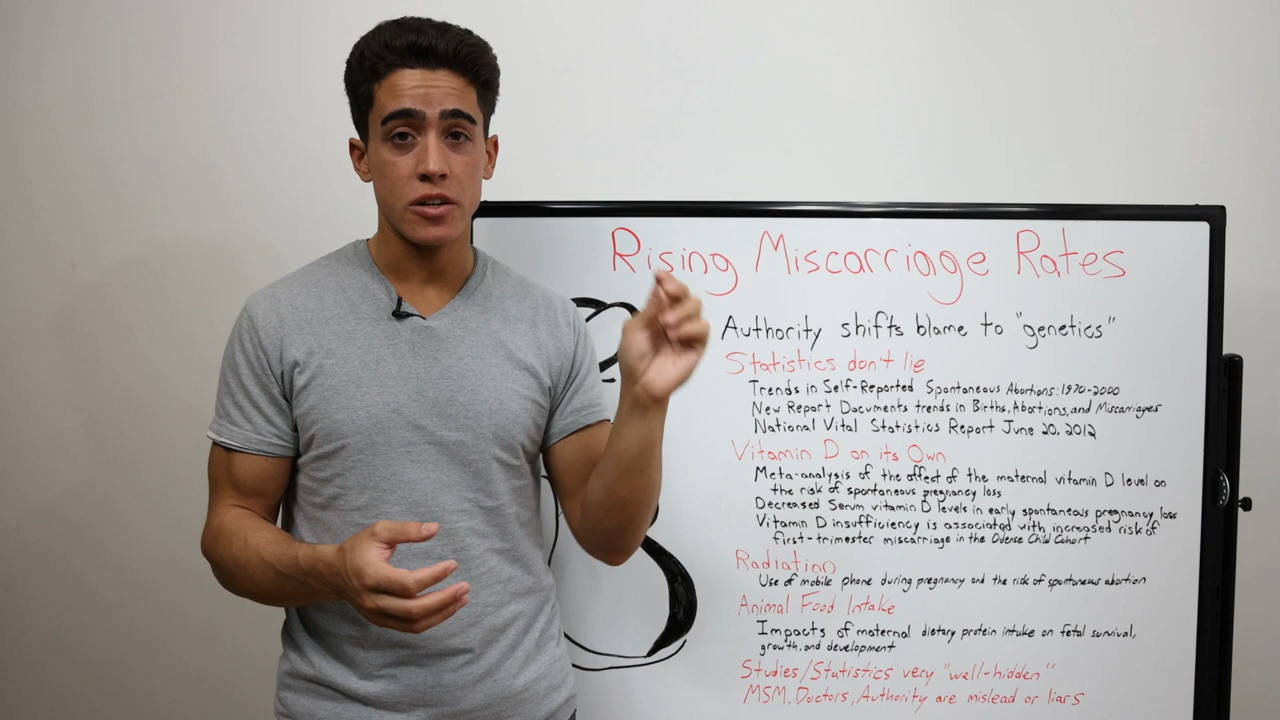 Rising Miscarriage Rates
Authority shifts blame to "genetics"
Statistics don't lie
Trends in Self-Reported Spontaneous Abortions: 1970-2000
New Report Documents trends in Births, Abortions, and Miscarriages
National Vital Statistics Report June 20, 2012
Vitamin D on its Own
Meta-analysis of the affect of the maternal vitamin D level on
the risk of spontaneous pregnancy loss
Decreased Serum vitamin D levels in early spontaneous pregnancy loss
Vitamin D insufficiency is associated with increased risk of
first-trimester miscarriage in the Odense Child Cohort
Radiation
Use of mobile phone during pregnancy and the risk of spontaneous abortion
Animal Food Intake
Impacts of maternal dietary protein intake on fetal survival,
growth, and development
Studies/Statistics very "well-hidden"
MSM, Doctors, Authority are mislead or liars